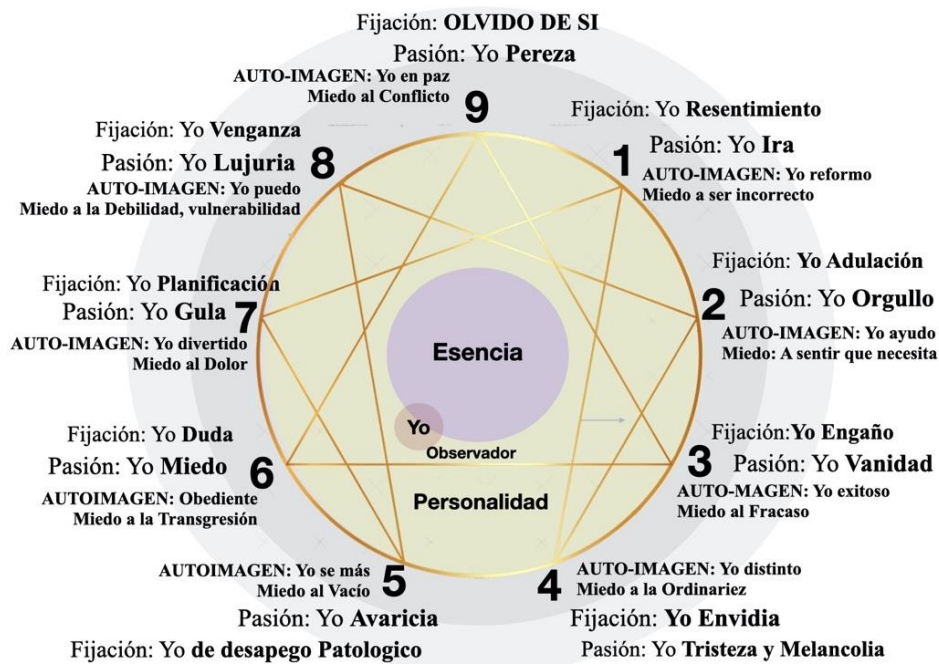 Fijación: OLVIDO DE SI
Pasión: Yo Pereza
AUTO-IMAGEN: Yo en paz
Miedo al Conflicto
9
Fijación: Yo Resentimiento
1
Pasión: Yo Ira
AUTO-IMAGEN: Yo reformo
Miedo a ser incorrecto
Fijación: Yo Adulación
2
Pasión: Yo Orgullo
AUTO-IMAGEN: Yo ayudo
Miedo: A sentir que necesita
Fijación:Yo Engaño
3
Pasión: Yo Vanidad
AUTO-MAGEN: Yo exitoso
Miedo al Fracaso
4
AUTO-IMAGEN: Yo distinto
Miedo a la Ordinariez
Fijación: Yo Envidia
Pasión: Yo Tristeza y Melancolia
AUTOIMAGEN: Yo se más
Miedo al Vacío
5
Pasión: Yo Avaricia
Fijación: Yo de desapego Patologico
Fijación: Yo Duda
Pasión: Yo Miedo
6
AUTOIMAGEN: Obediente
Miedo a la Transgresión
Fijación: Yo Planificación
Pasión: Yo Gula
7
AUTO-IMAGEN: Yo divertido
Miedo al Dolor
Fijación: Yo Venganza
Pasión: Yo Lujuria
8
AUTO-IMAGEN: Yo puedo
Miedo a la Debilidad, vulnerabilidad
Esencia
Yo
Observador
Personalidad